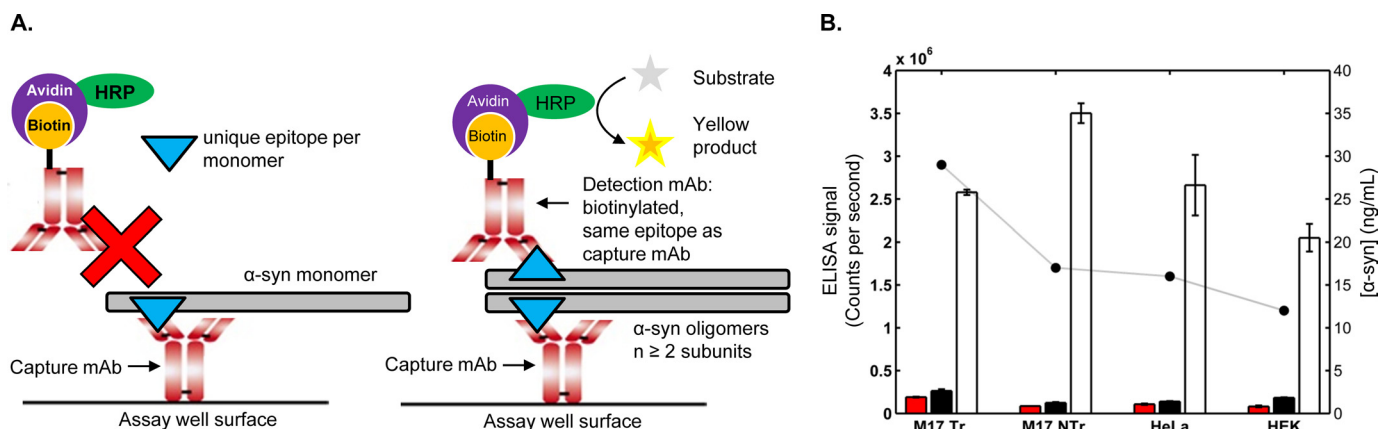 A.
Avidin
HRP
Biotin
unique epitope per
monomer
α-syn monomer
Capture mAb
Assay well surface
Avidin
HRP
Biotin
Substrate
Yellow
product
Detection mAb:
biotinylated,
same epitope as
capture mAb
α-syn oligomers
n ≥ 2 subunits
Capture mAb
Assay well surface
B.
x 10⁶
4
3.5
3
2.5
2
1.5
1
0.5
0
ELISA signal
(Counts per second)
40
35
30
25
20
15
10
5
0
[α-syn] (ng/mL)
M17 Tr
M17 NTr
HeLa
HEK